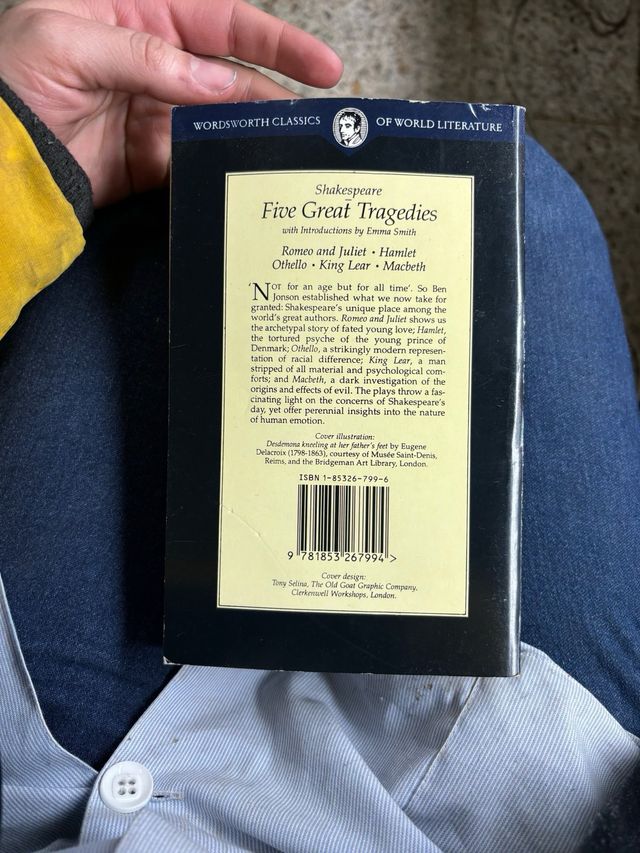 WORDSWORTH CLASSICS OF WORLD LITERATURE
Shakespeare
Five Great Tragedies
with Introductions by Emma Smith
Romeo and Juliet • Hamlet
Othello • King Lear • Macbeth
'NOT for an age but for all time'. So Ben
Jonson established what we now take for
granted: Shakespeare's unique place among the
world's great authors. Romeo and Juliet shows us
the archetypal story of fated young love; Hamlet,
the tortured psyche of the young prince of
Denmark; Othello, a strikingly modern represen-
tation of racial difference; King Lear, a man
stripped of all material and psychological com-
forts; and Macbeth, a dark investigation of the
origins and effects of evil. The plays throw a fas-
cinating light on the concerns of Shakespeare's
day, yet offer perennial insights into the nature
of human emotion.
Cover illustration:
Desdemona kneeling at her father's feet by Eugene
Delacroix (1798-1863), courtesy of Musée Saint-Denis,
Reims, and the Bridgeman Art Library, London.
ISBN 1-85326-799-6
9 781853 267994 >
Cover design:
Tony Selina, The Old Goat Graphic Company,
Clerkenwell Workshops, London.